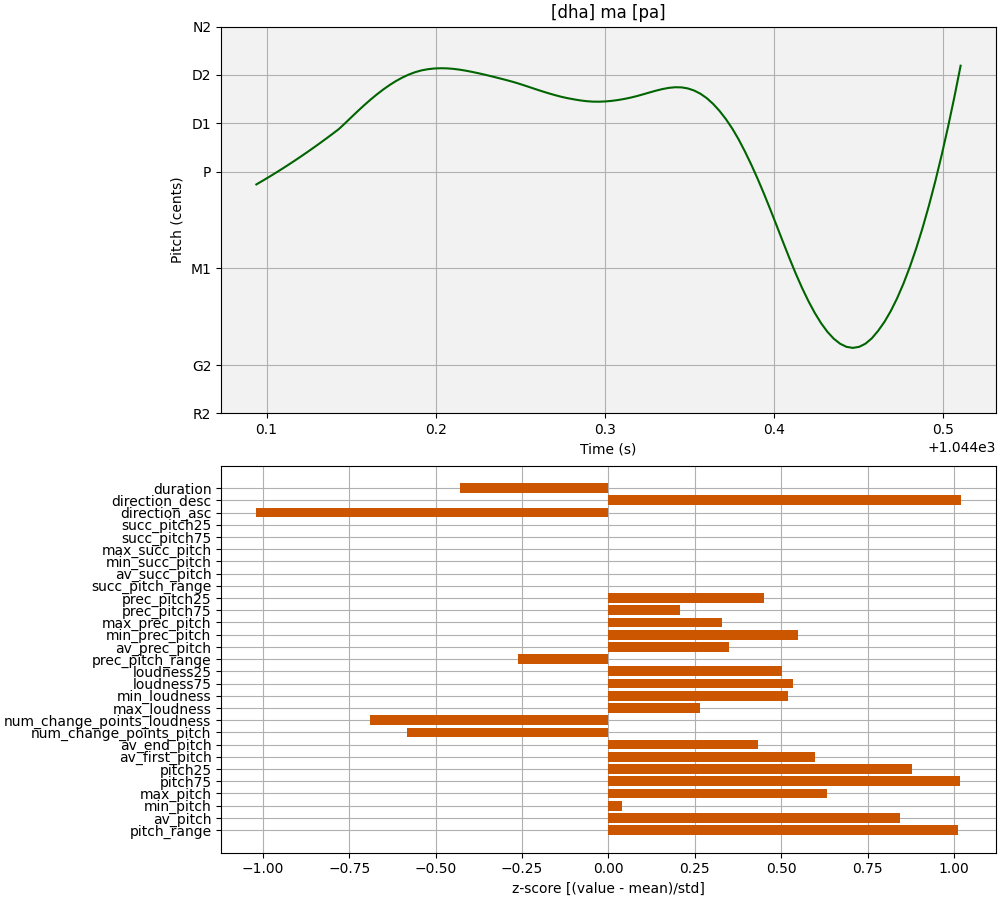 [dha] ma [pa]
N2
D2
D1
P
M1
G2
R2
Pitch (cents)
0.1 0.2 0.3 0.4 0.5
Time (s)
+1.044e3
duration
direction_desc
direction_asc
succ_pitch25
succ_pitch75
max_succ_pitch
min_succ_pitch
av_succ_pitch
succ_pitch_range
prec_pitch25
prec_pitch75
max_prec_pitch
min_prec_pitch
av_prec_pitch
prec_pitch_range
loudness25
loudness75
min_loudness
max_loudness
num_change_points_loudness
num_change_points_pitch
av_end_pitch
av_first_pitch
pitch25
pitch75
max_pitch
min_pitch
av_pitch
pitch_range
−1.00 −0.75 −0.50 −0.25 0.00 0.25 0.50 0.75 1.00
z-score [(value - mean)/std]